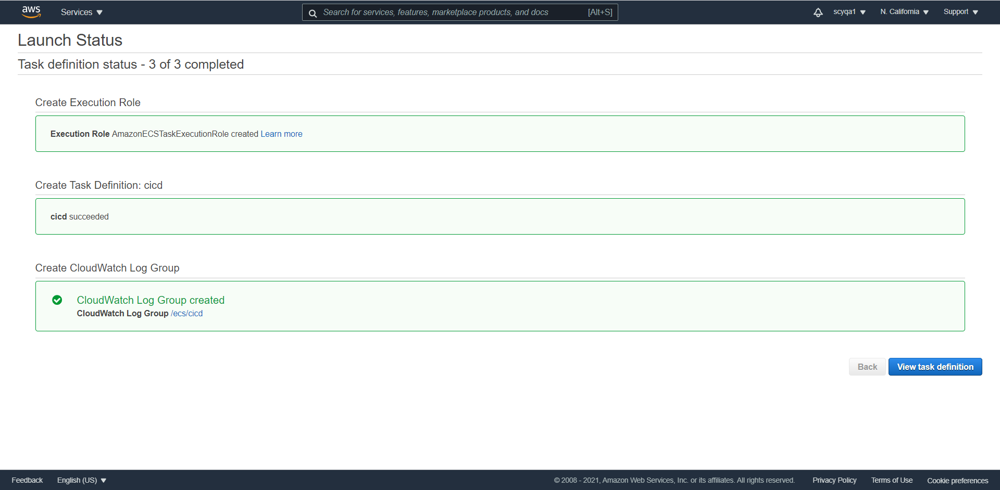 aws
Services
Search for services, features, marketplace products, and docs [Alt+S]
scyqa1
N. California
Support
Launch Status
Task definition status - 3 of 3 completed
Create Execution Role
Execution Role AmazonECSTaskExecutionRole created Learn more
Create Task Definition: cicd
cicd succeeded
Create CloudWatch Log Group
CloudWatch Log Group created
CloudWatch Log Group /ecs/cicd
Back
View task definition
Feedback
English (US)
© 2008 - 2021, Amazon Web Services, Inc. or its affiliates. All rights reserved.
Privacy Policy
Terms of Use
Cookie preferences